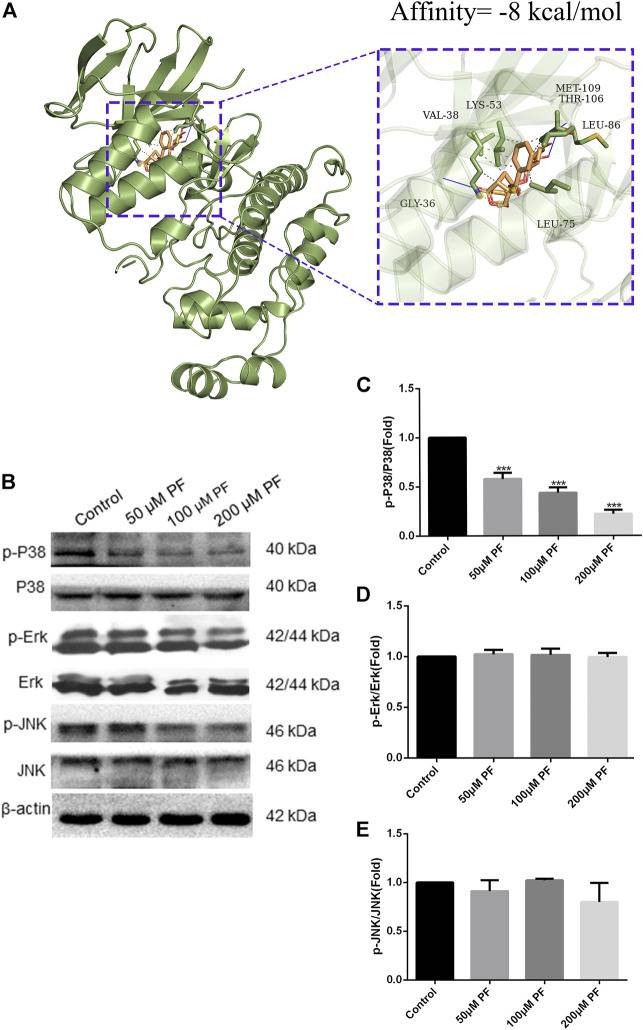 A
Affinity= -8 kcal/mol
MET-109
LYS-53
THR-106
VAL-38
LEU-86
GLY-36
LEU-75
B
Control
50 μM PF
100 μM PF
200 μM PF
p-P38
40 kDa
P38
40 kDa
p-Erk
42/44 kDa
Erk
42/44 kDa
p-JNK
46 kDa
JNK
46 kDa
β-actin
42 kDa
C
p-P38/P38(Fold)
1.5
1.0
0.5
0.0
***
***
***
Control
50μM PF
100μM PF
200μM PF
D
p-Erk/Erk(Fold)
1.5
1.0
0.5
0.0
Control
50μM PF
100μM PF
200μM PF
E
p-JNK/JNK(Fold)
1.5
1.0
0.5
0.0
Control
50μM PF
100μM PF
200μM PF